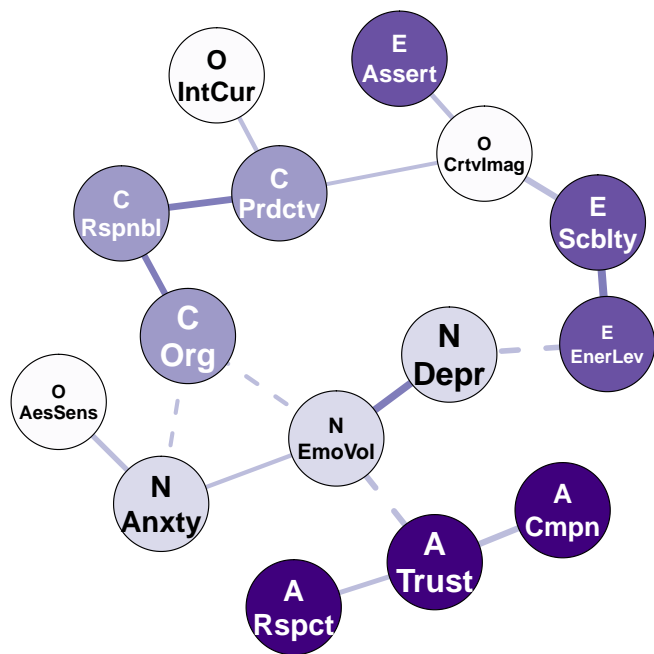 O
IntCur
E
Assert
O
CrtvImag
C
Prdctv
C
Rspnbl
E
Scblty
C
Org
N
Depr
E
EnerLev
O
AesSens
N
EmoVol
N
Anxty
A
Cmpn
A
Trust
A
Rspct